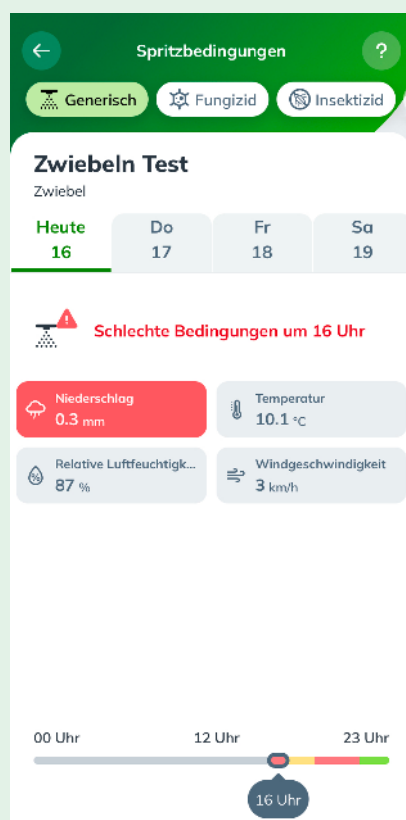 Spritzbedingungen
?
Generisch Fungizid Insektizid
Zwiebeln Test
Zwiebel
Heute Do Fr Sa
16 17 18 19
Schlechte Bedingungen um 16 Uhr
Niederschlag
0.3 mm
Temperatur
10.1 °C
Relative Luftfeuchtigk...
87 %
Windgeschwindigkeit
3 km/h
00 Uhr 12 Uhr 23 Uhr
16 Uhr